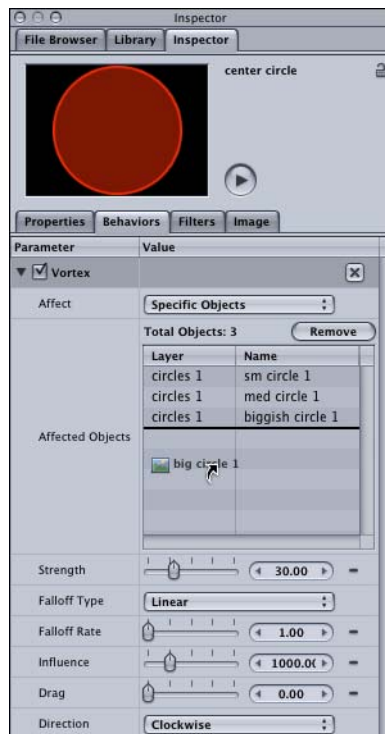 Inspector
File Browser Library Inspector
center circle
Properties Behaviors Filters Image
Parameter Value
Vortex
Affect Specific Objects
Total Objects: 3 Remove
Layer Name
circles 1 sm circle 1
circles 1 med circle 1
circles 1 biggish circle 1
Affected Objects
big circle 1
Strength 30.00
Falloff Type Linear
Falloff Rate 1.00
Influence 1000.0(
Drag 0.00
Direction Clockwise